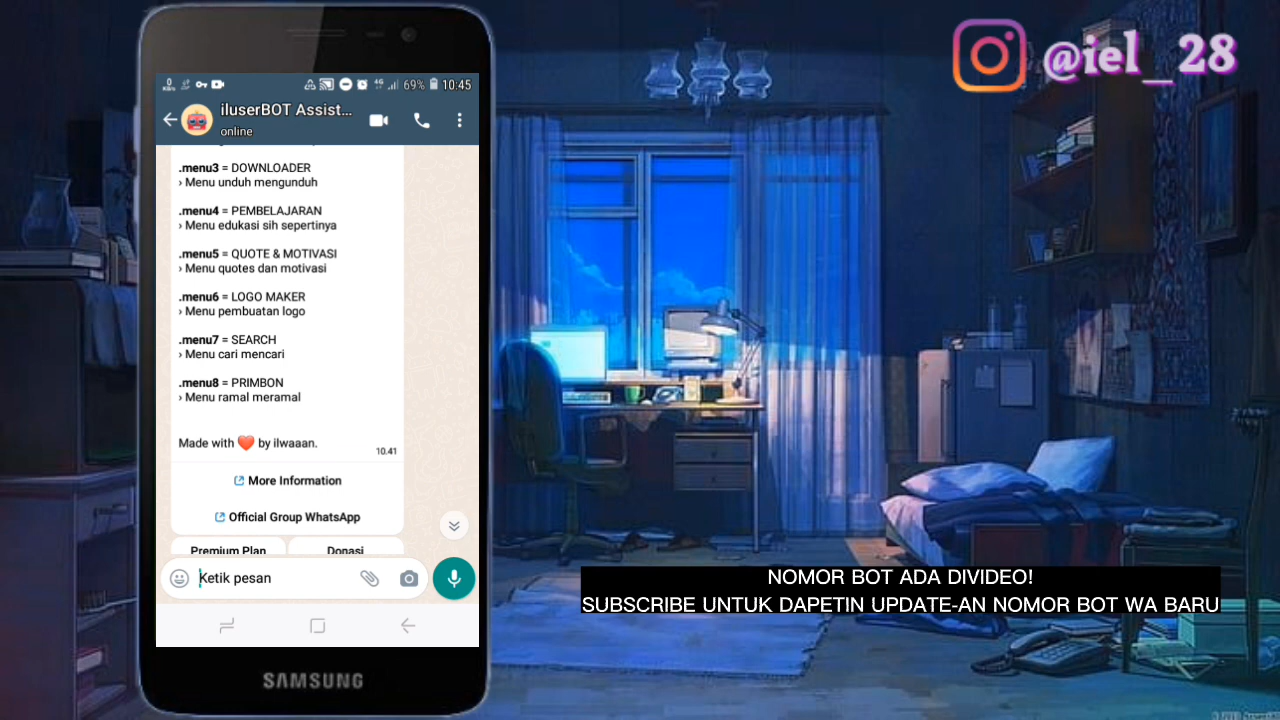 @iel_28
0
KB/s
4G
69%
10:45
iluserBOT Assist...
online
.menu3 = DOWNLOADER
› Menu unduh mengunduh
.menu4 = PEMBELAJARAN
› Menu edukasi sih sepertinya
.menu5 = QUOTE & MOTIVASI
› Menu quotes dan motivasi
.menu6 = LOGO MAKER
› Menu pembuatan logo
.menu7 = SEARCH
› Menu cari mencari
.menu8 = PRIMBON
› Menu ramal meramal
Made with ❤️ by ilwaaan.
10.41
More Information
Official Group WhatsApp
Premium Plan
Donasi
Ketik pesan
SAMSUNG
NOMOR BOT ADA DIVIDEO!
SUBSCRIBE UNTUK DAPETIN UPDATE-AN NOMOR BOT WA BARU